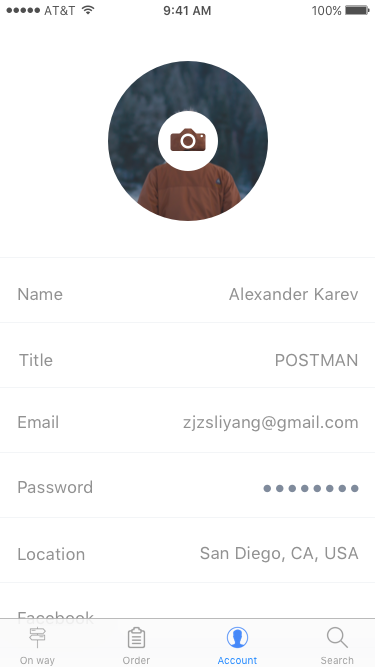 AT&T 9:41 AM 100%
Name Alexander Karev
Title POSTMAN
Email zjzsliyang@gmail.com
Password ●●●●●●●●
Location San Diego, CA, USA
Facebook
On way Order Account Search